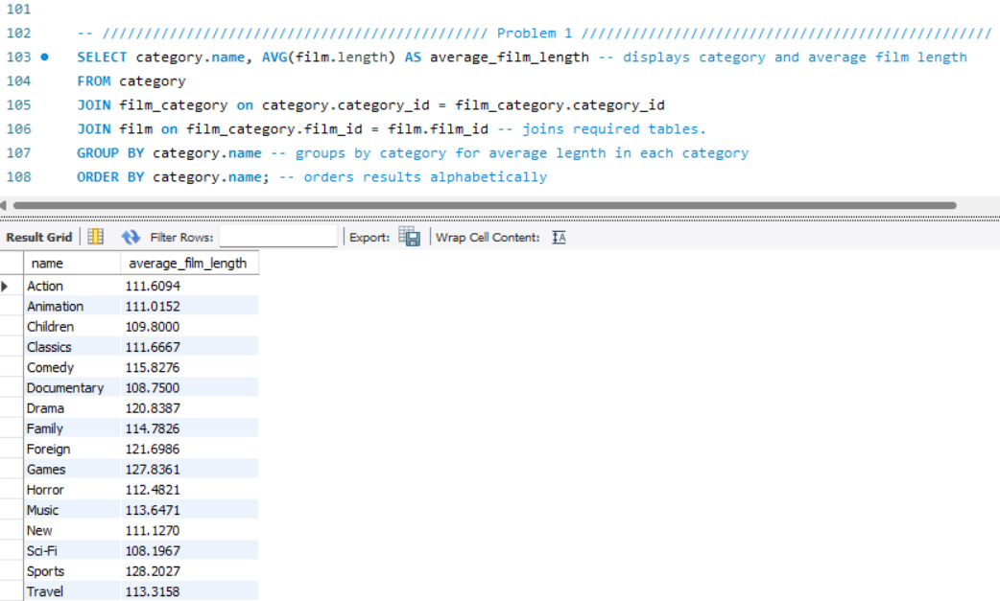 101
102 -- ////////////////////////////////////////////// Problem 1 /////////////////////////////////////////////////
103 SELECT category.name, AVG(film.length) AS average_film_length -- displays category and average film length
104 FROM category
105 JOIN film_category on category.category_id = film_category.category_id
106 JOIN film on film_category.film_id = film.film_id -- joins required tables.
107 GROUP BY category.name -- groups by category for average legnth in each category
108 ORDER BY category.name; -- orders results alphabetically
Result Grid Filter Rows: Export: Wrap Cell Content:
name average_film_length
Action 111.6094
Animation 111.0152
Children 109.8000
Classics 111.6667
Comedy 115.8276
Documentary 108.7500
Drama 120.8387
Family 114.7826
Foreign 121.6986
Games 127.8361
Horror 112.4821
Music 113.6471
New 111.1270
Sci-Fi 108.1967
Sports 128.2027
Travel 113.3158